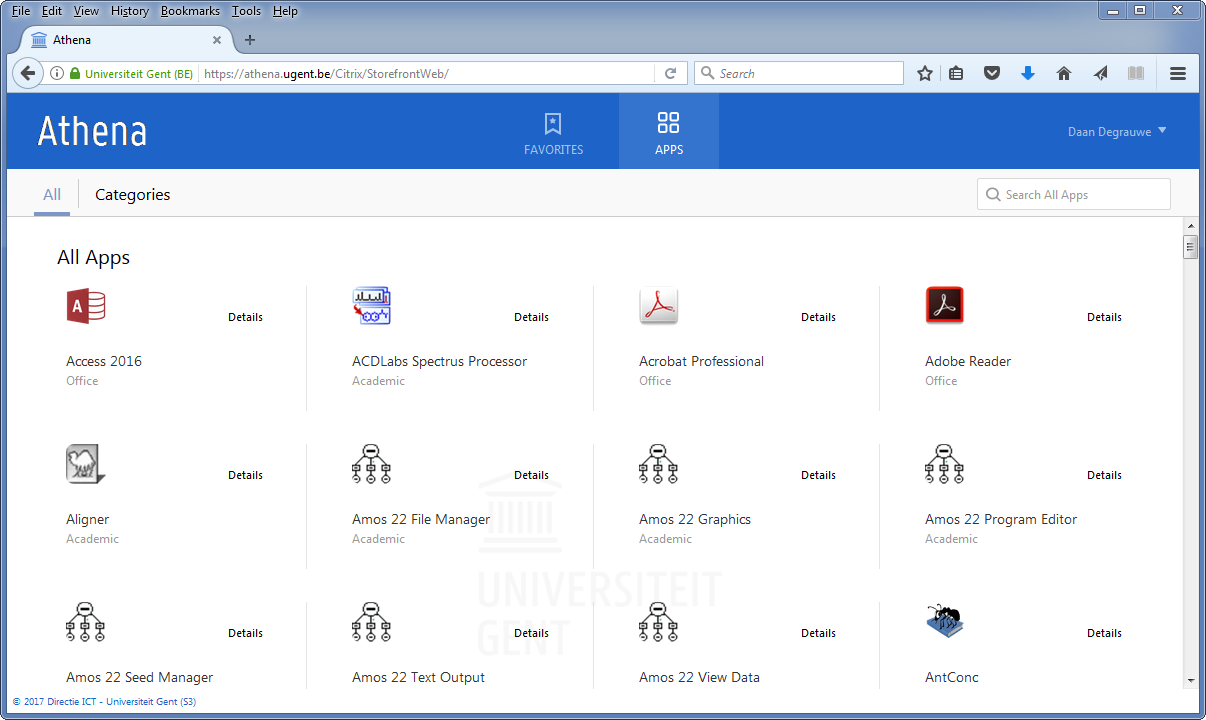 File Edit View History Bookmarks Tools Help
Athena
Universiteit Gent (BE) https://athena.ugent.be/Citrix/StorefrontWeb/ Search
Athena FAVORITES APPS Daan Degrauwe
All Categories Search All Apps
All Apps
Details Details Details Details
Access 2016 ACDLabs Spectrus Processor Acrobat Professional Adobe Reader
Office Academic Office Office
Details Details Details Details
Aligner Amos 22 File Manager Amos 22 Graphics Amos 22 Program Editor
Academic Academic Academic Academic
UNIVERSITEIT
GENT
Details Details Details Details
Amos 22 Seed Manager Amos 22 Text Output Amos 22 View Data AntConc
© 2017 Directie ICT - Universiteit Gent (S3)